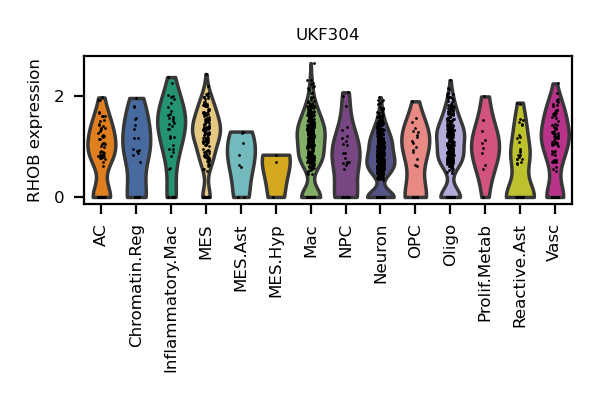 UKF304
RHOB expression
2
0
AC
Chromatin.Reg
Inflammatory.Mac
MES
MES.Ast
MES.Hyp
Mac
NPC
Neuron
OPC
Oligo
Prolif.Metab
Reactive.Ast
Vasc